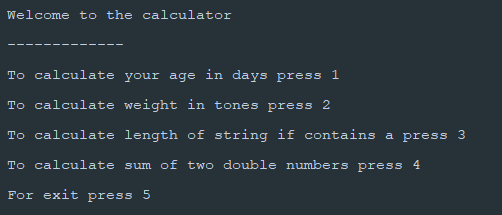 Welcome to the calculator
-------------
To calculate your age in days press 1
To calculate weight in tones press 2
To calculate length of string if contains a press 3
To calculate sum of two double numbers press 4
For exit press 5